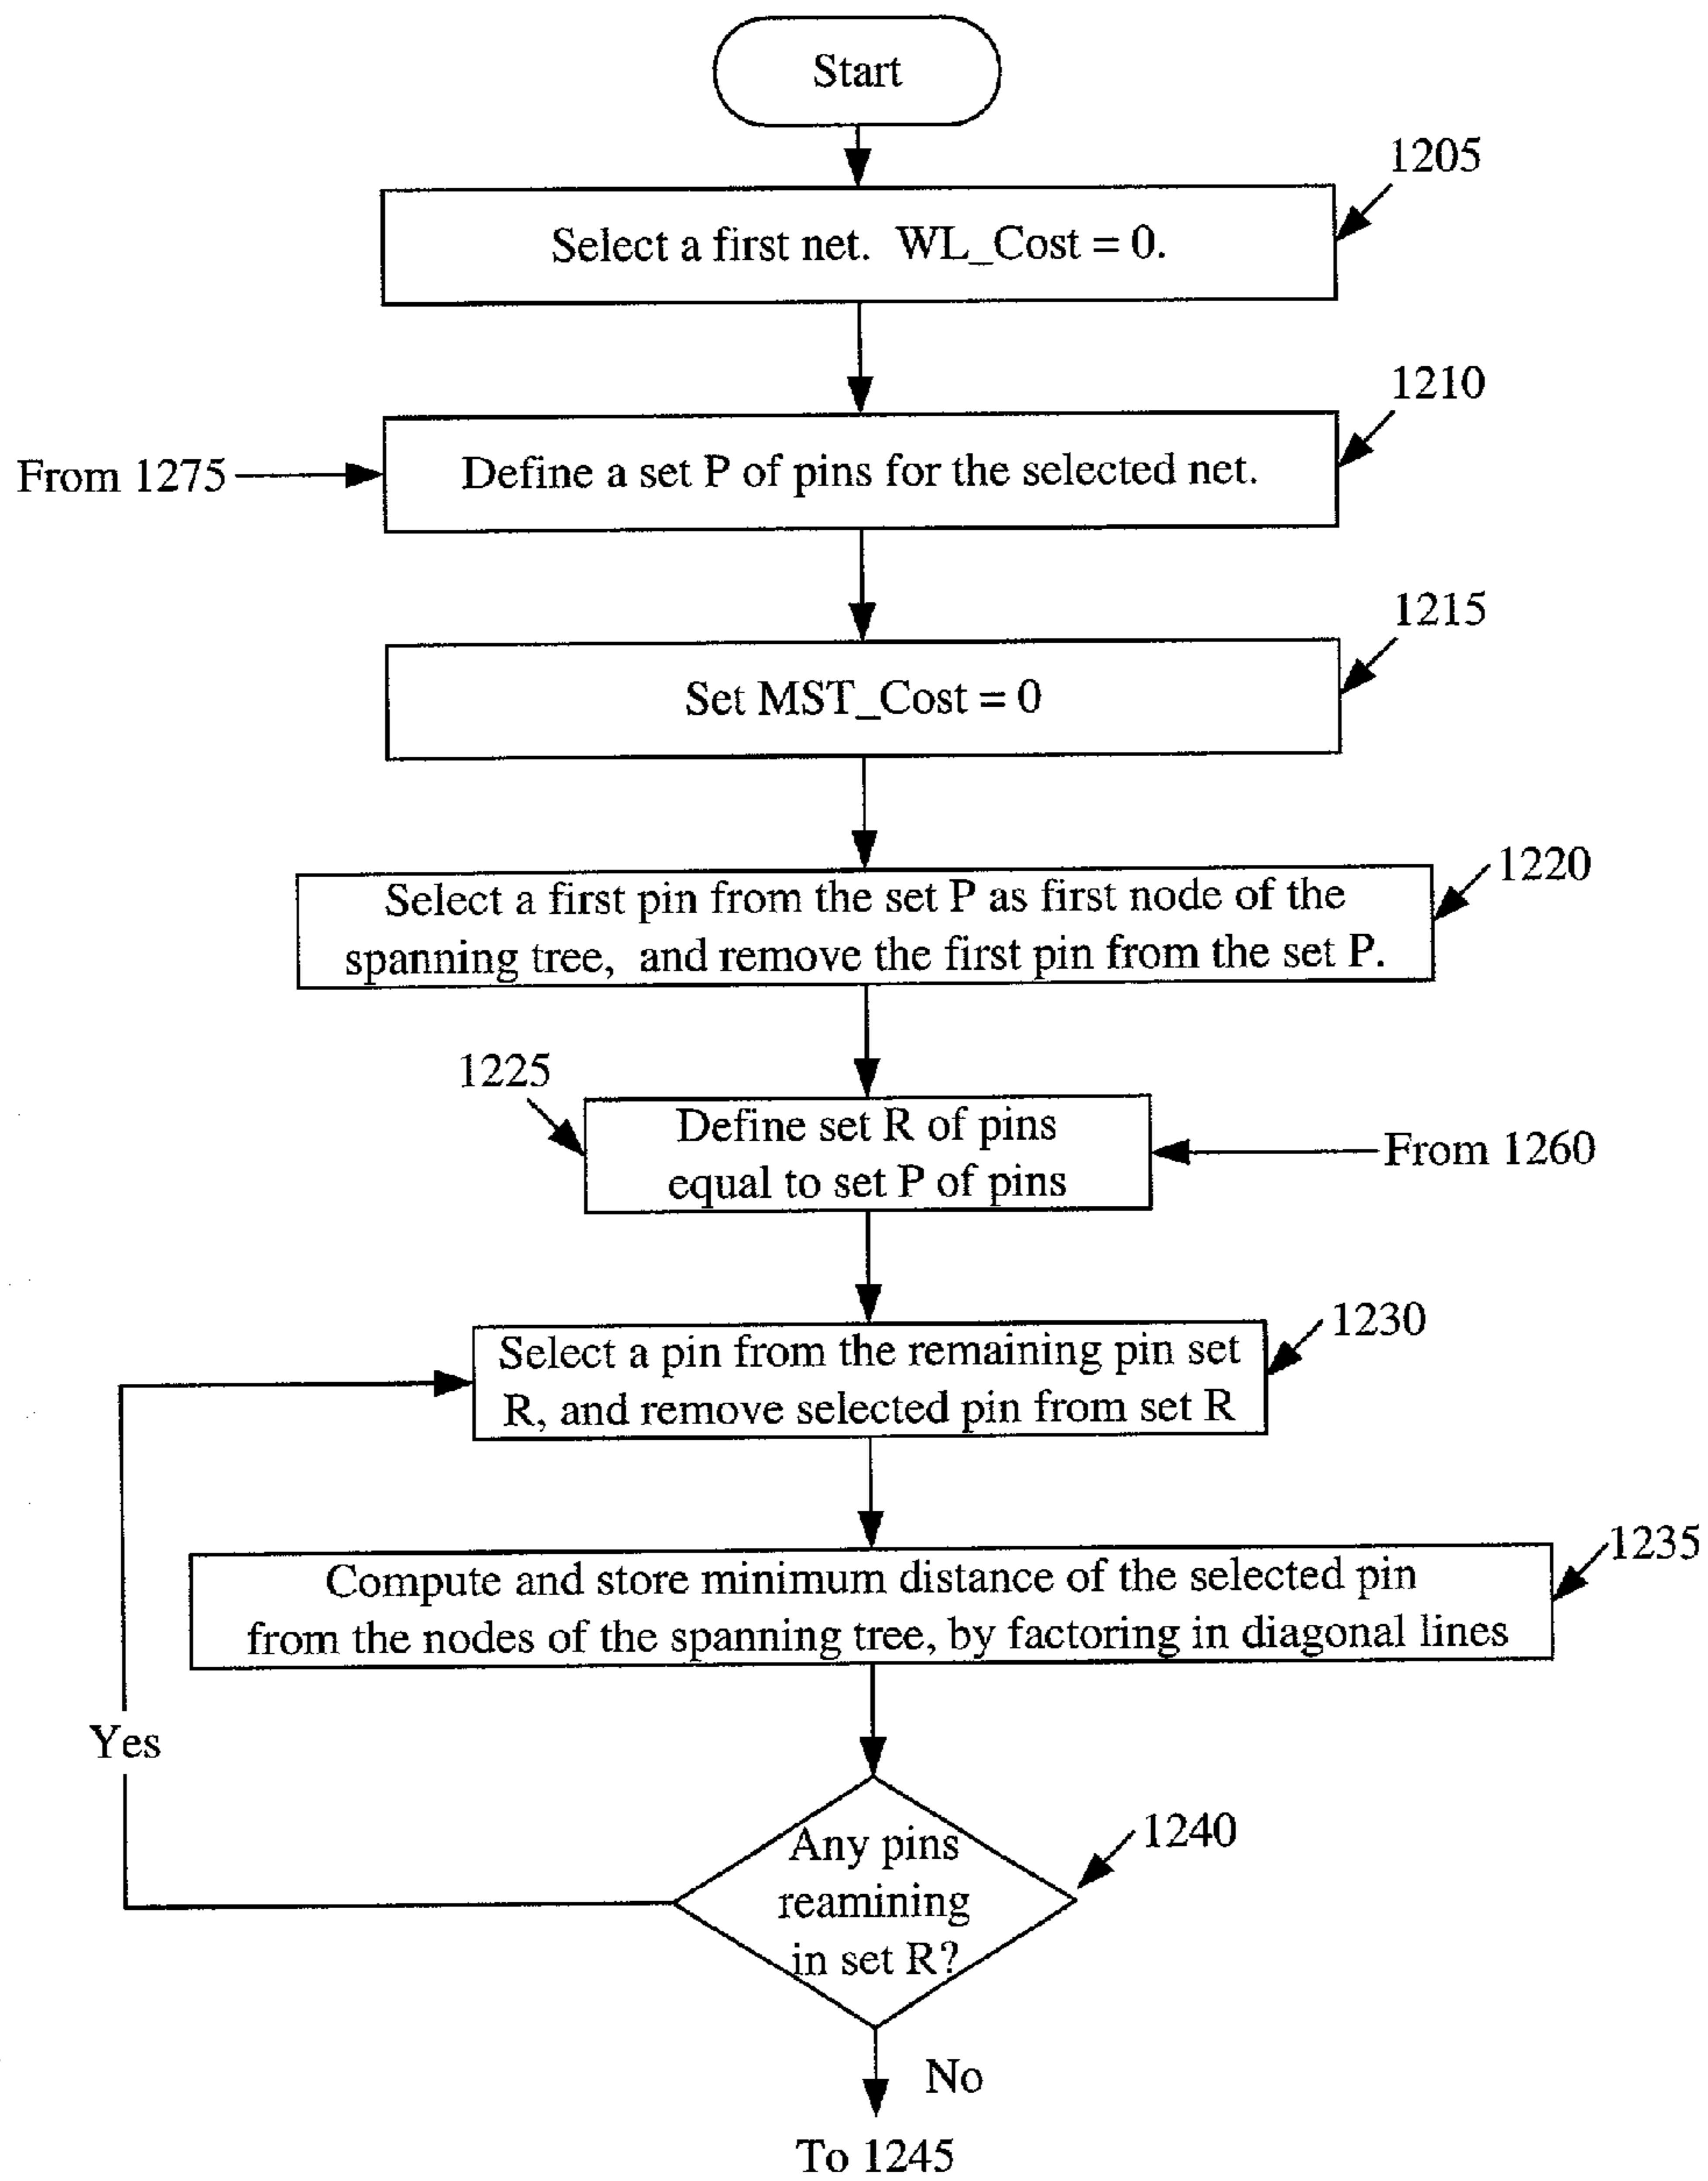 Start
1205
Select a first net. WL_Cost = 0.
1210
From 1275
Define a set P of pins for the selected net.
1215
Set MST_Cost = 0
1220
Select a first pin from the set P as first node of the
spanning tree, and remove the first pin from the set P.
1225
Define set R of pins
equal to set P of pins
From 1260
1230
Select a pin from the remaining pin set
R, and remove selected pin from set R
1235
Compute and store minimum distance of the selected pin
from the nodes of the spanning tree, by factoring in diagonal lines
Yes
1240
Any pins
reamining
in set R?
No
To 1245